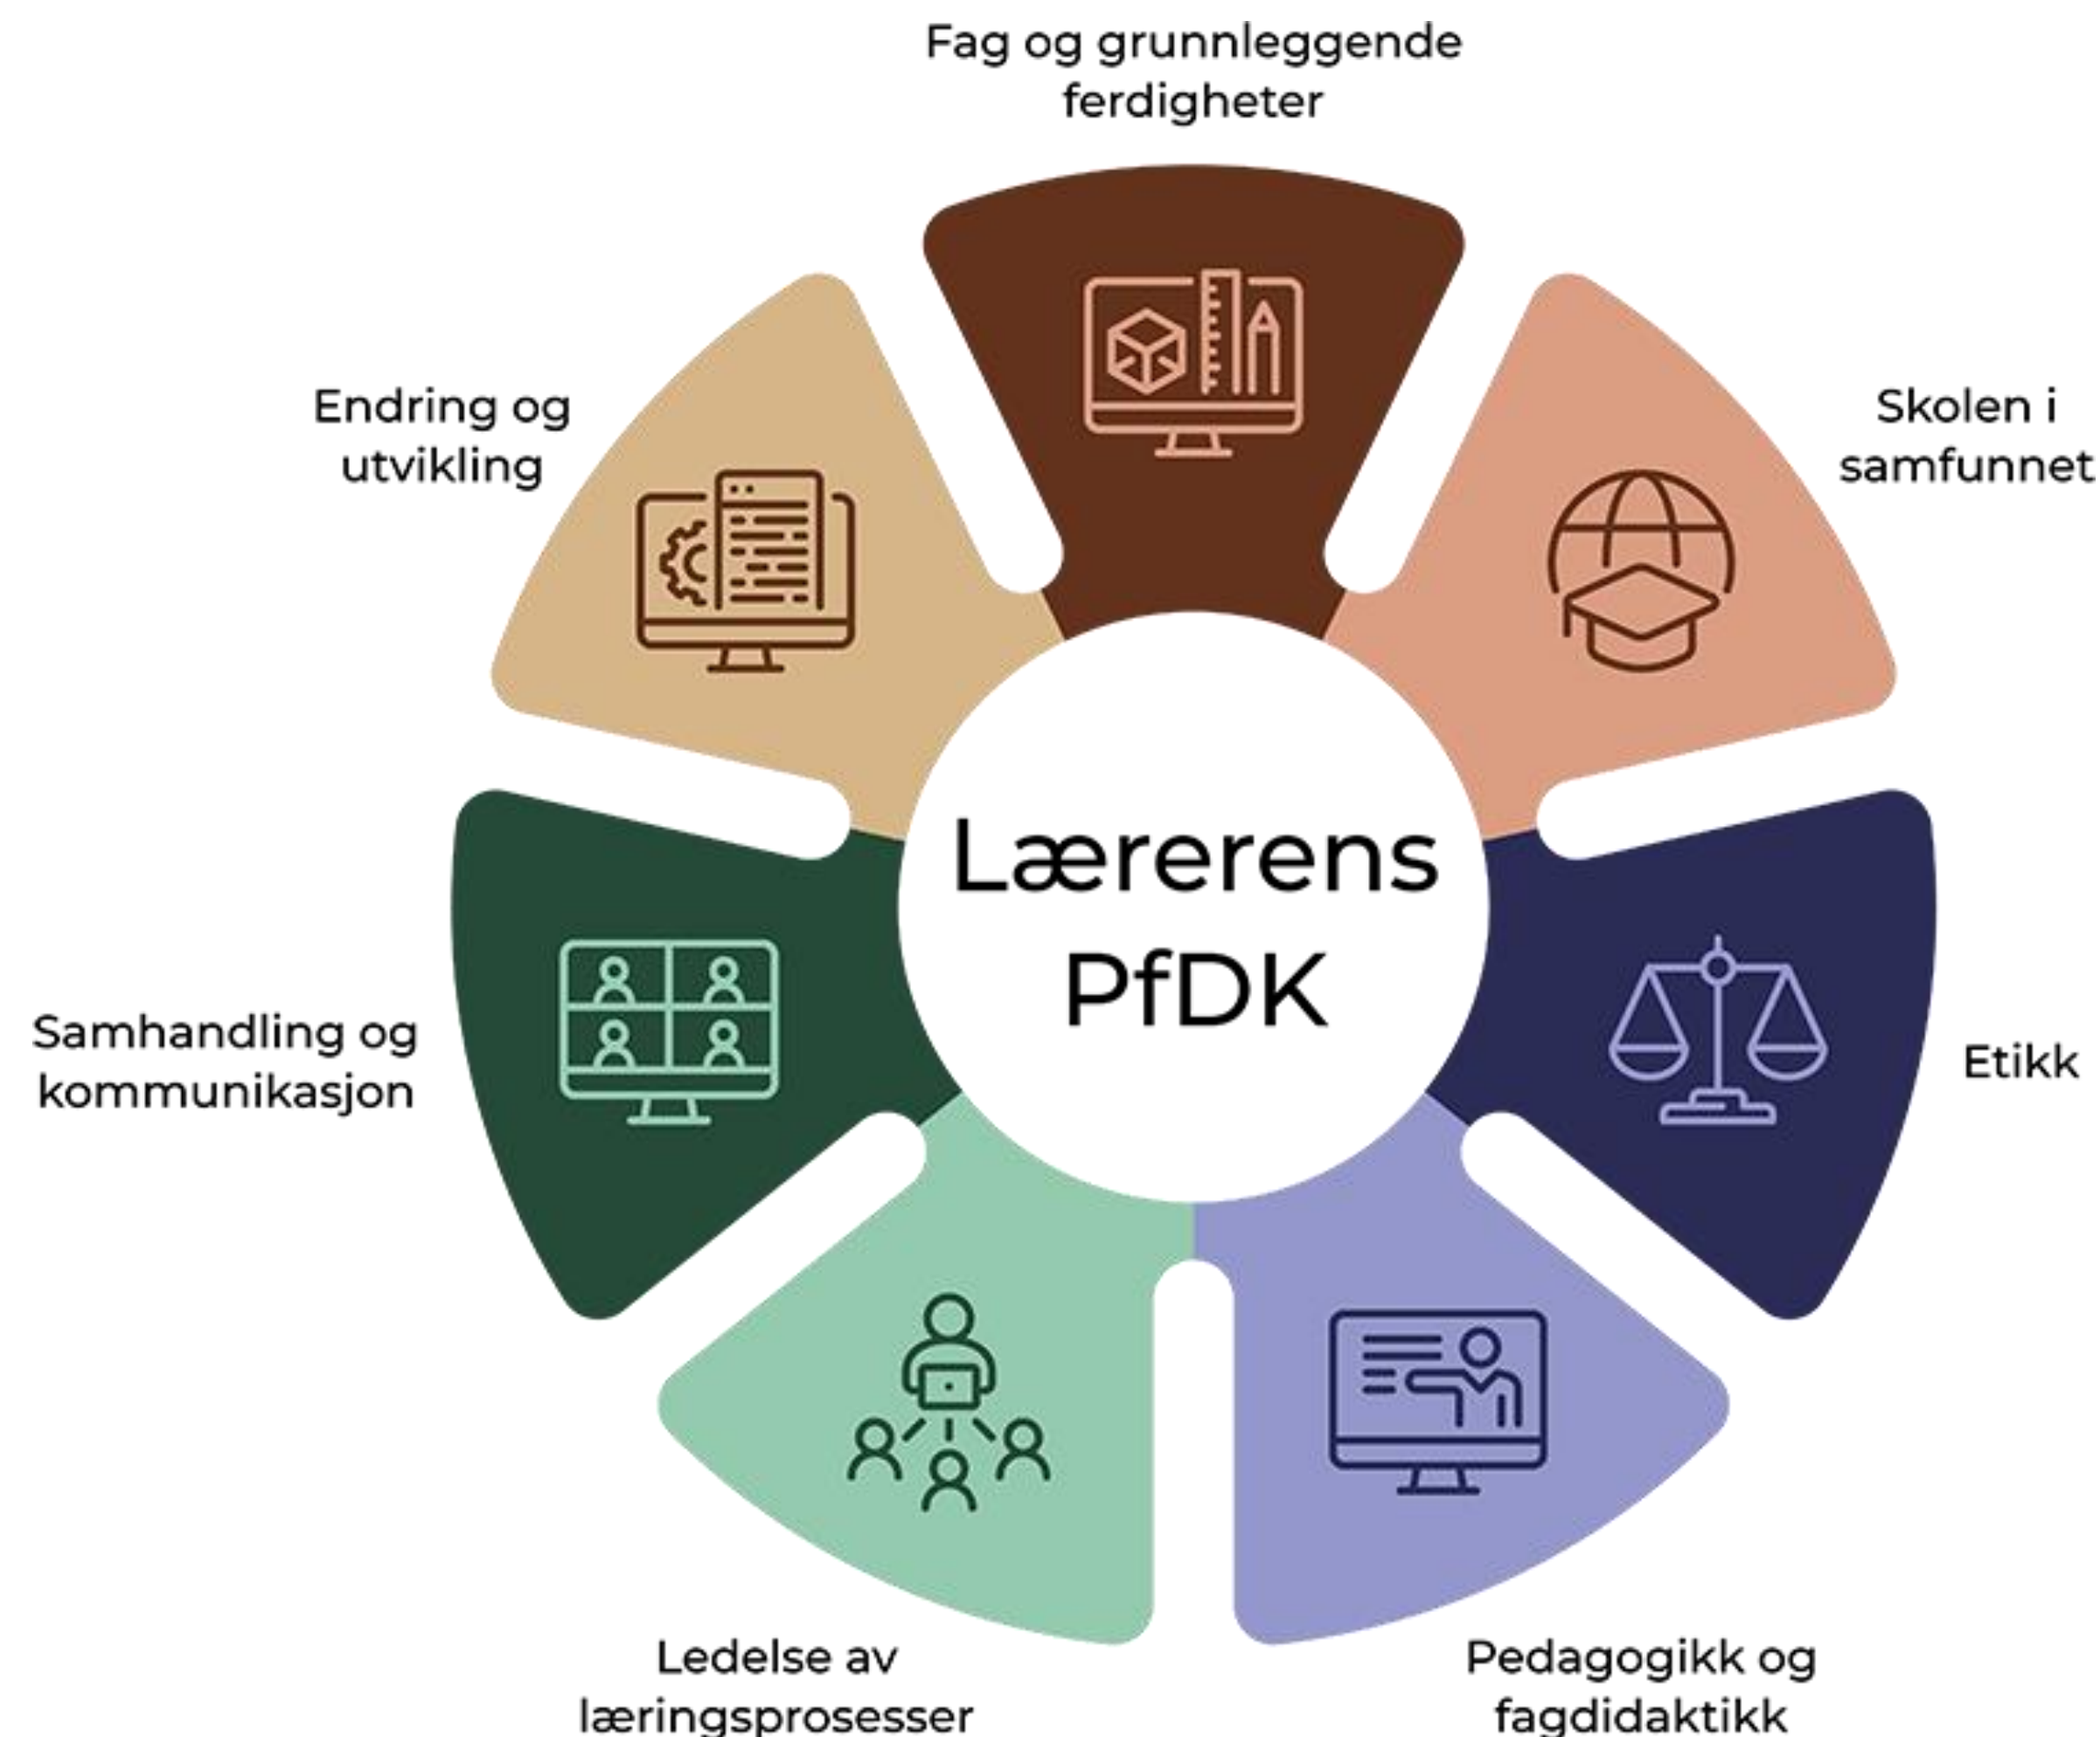 Fag og grunnleggende
ferdigheter
Skolen i
samfunnet
Etikk
Pedagogikk og
fagdidaktikk
Ledelse av
læringsprosesser
Samhandling og
kommunikasjon
Endring og
utvikling
Lærerens
PfDK